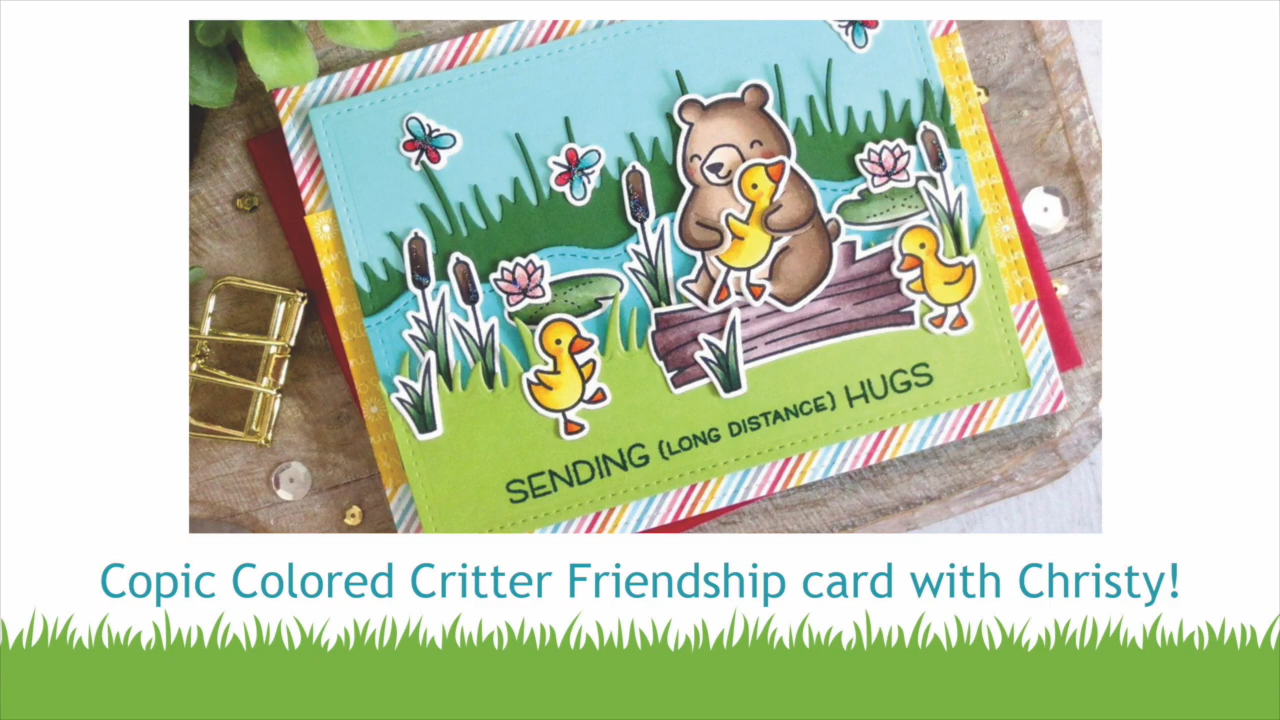 SENDING (LONG DISTANCE) HUGS
Copic Colored Critter Friendship card with Christy!